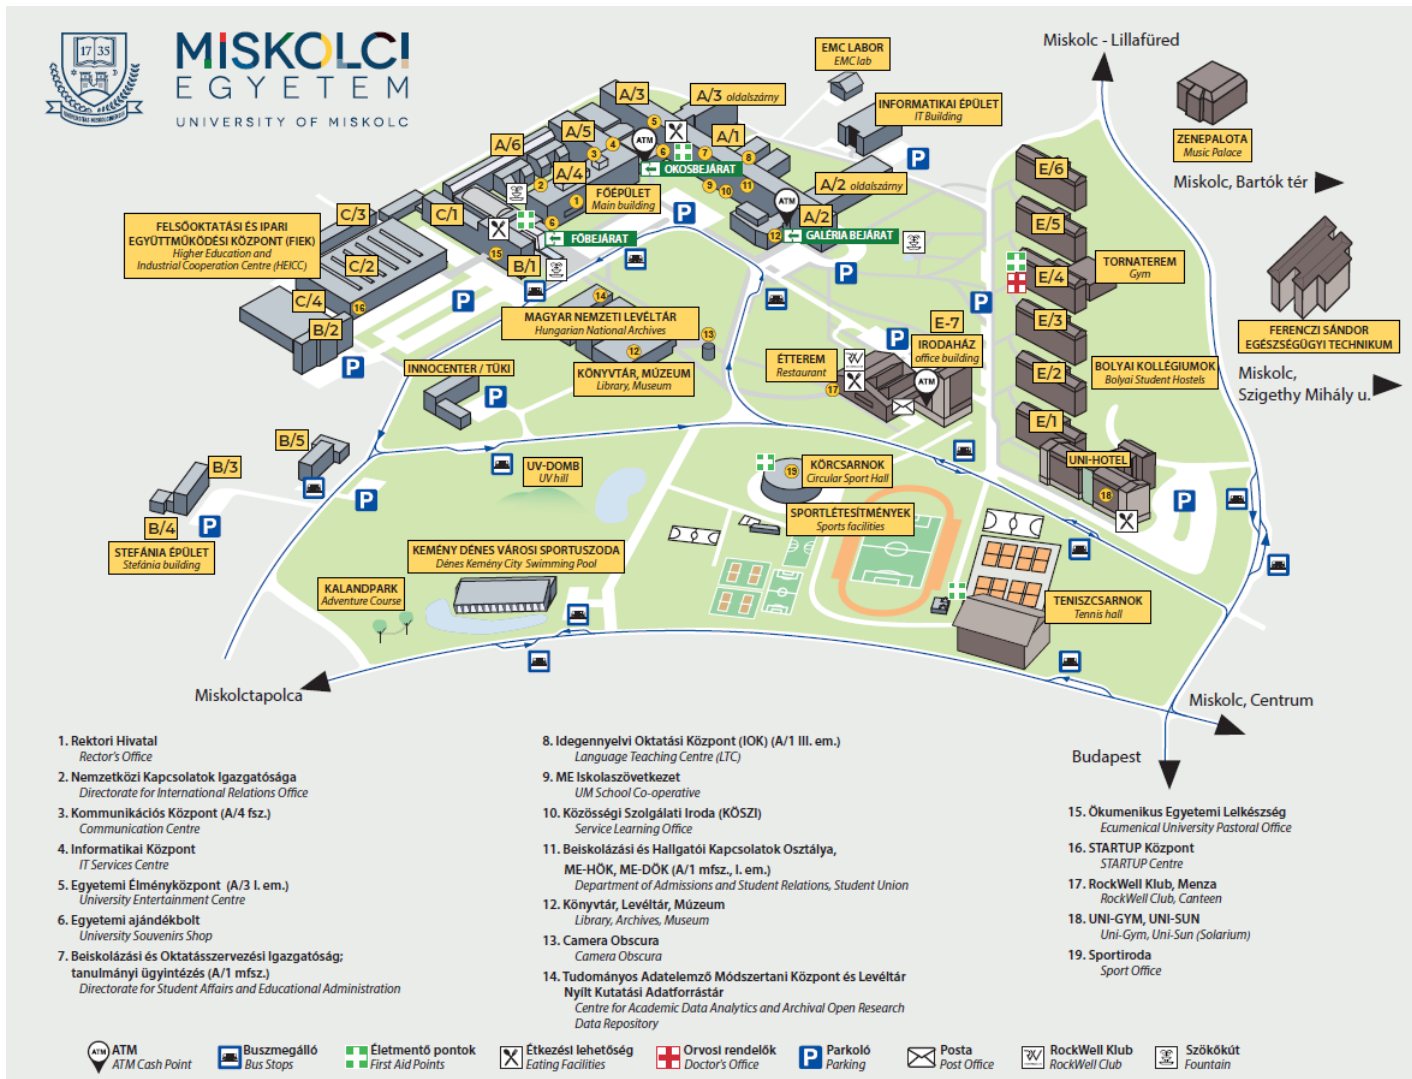 17 35
MISKOLCI
EGYETEM
UNIVERSITY OF MISKOLC
Miskolc - Lillafüred
EMC LABOR
EMC lab
INFORMATIKAI ÉPÜLET
IT Building
ZENEPALOTA
Music Palace
Miskolc, Bartók tér
A/3
A/3 oldalszárny
A/5
A/1
A/6
A/4
ATM
OKOSBEJÁRAT
A/2 oldalszárny
FŐÉPÜLET
Main building
ATM
A/2
GALÉRIA BEJÁRAT
FŐBEJÁRAT
C/3
C/1
FELSŐOKTATÁSI ÉS IPARI
EGYÜTTMŰKÖDÉSI KÖZPONT (FIEK)
Higher Education and
Industrial Cooperation Centre (HEICC)
C/2
B/1
C/4
B/2
E/6
E/5
E/4
E/3
E/2
E/1
TORNATEREM
Gym
FERENCZI SÁNDOR
EGÉSZSÉGÜGYI TECHNIKUM
Miskolc,
Szigethy Mihály u.
MAGYAR NEMZETI LEVÉLTÁR
Hungarian National Archives
KÖNYVTÁR, MÚZEUM
Library, Museum
INNOCENTER / TÜKI
E-7
IRODAHÁZ
office building
ATM
ÉTTEREM
Restaurant
BOLYAI KOLLÉGIUMOK
Bolyai Student Hostels
UNI-HOTEL
B/5
B/3
B/4
STEFÁNIA ÉPÜLET
Stefánia building
UV-DOMB
UV hill
KÖRCSARNOK
Circular Sport Hall
SPORTLÉTESÍTMÉNYEK
Sports facilities
KEMÉNY DÉNES VÁROSI SPORTUSZODA
Dénes Kemény City Swimming Pool
KALANDPARK
Adventure Course
TENISZCSARNOK
Tennis hall
Miskolctapolca
Miskolc, Centrum
Budapest
1. Rektori Hivatal
Rector's Office
2. Nemzetközi Kapcsolatok Igazgatósága
Directorate for International Relations Office
3. Kommunikációs Központ (A/4 fsz.)
Communication Centre
4. Informatikai Központ
IT Services Centre
5. Egyetemi Élményközpont (A/3 I. em.)
University Entertainment Centre
6. Egyetemi ajándékbolt
University Souvenirs Shop
7. Beiskolázási és Oktatásszervezési Igazgatóság;
tanulmányi ügyintézés (A/1 mfsz.)
Directorate for Student Affairs and Educational Administration
8. Idegennyelvi Oktatási Központ (IOK) (A/1 III. em.)
Language Teaching Centre (LTC)
9. ME Iskolaszövetkezet
UM School Co-operative
10. Közösségi Szolgálati Iroda (KÖSZI)
Service Learning Office
11. Beiskolázási és Hallgatói Kapcsolatok Osztálya,
ME-HÖK, ME-DÖK (A/1 mfsz., I. em.)
Department of Admissions and Student Relations, Student Union
12. Könyvtár, Levéltár, Múzeum
Library, Archives, Museum
13. Camera Obscura
Camera Obscura
14. Tudományos Adatelemző Módszertani Központ és Levéltár
Nyílt Kutatási Adatforrástár
Centre for Academic Data Analytics and Archival Open Research
Data Repository
15. Ökumenikus Egyetemi Lelkészség
Ecumenical University Pastoral Office
16. STARTUP Központ
STARTUP Centre
17. RockWell Klub, Menza
RockWell Club, Canteen
18. UNI-GYM, UNI-SUN
Uni-Gym, Uni-Sun (Solarium)
19. Sportiroda
Sport Office
ATM
ATM
ATM Cash Point
Buszmegálló
Bus Stops
Életmentő pontok
First Aid Points
Étkezési lehetőség
Eating Facilities
Orvosi rendelők
Doctor's Office
P
Parkoló
Parking
Posta
Post Office
RockWell Klub
RockWell Club
Szökőkút
Fountain